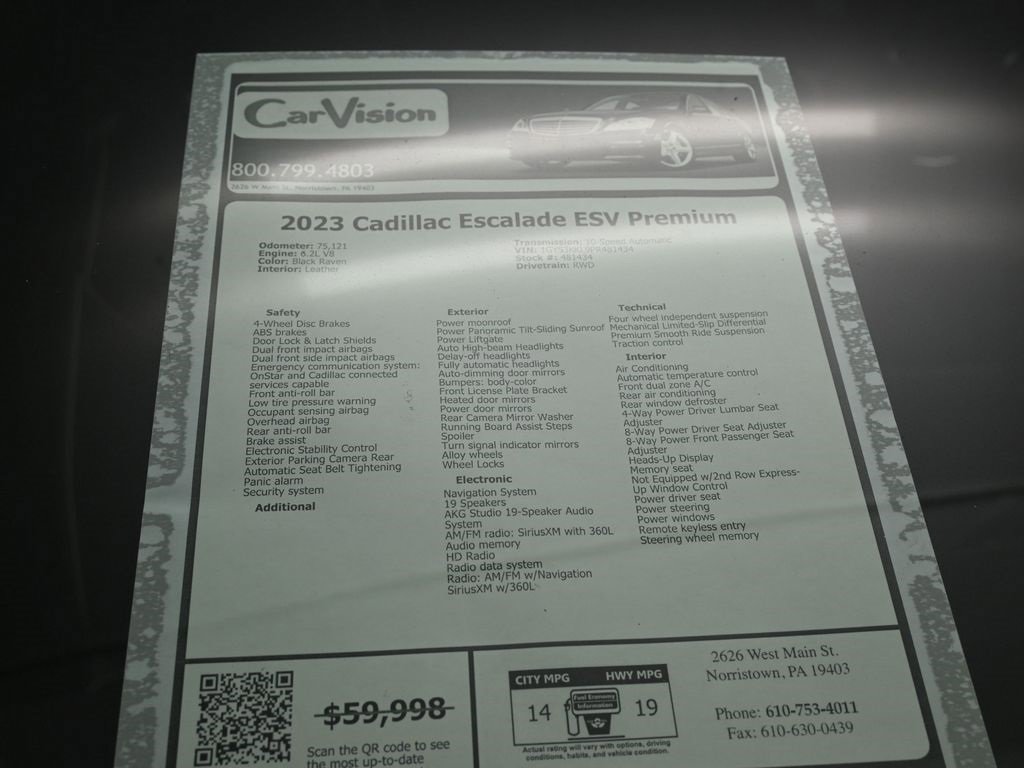 CarVision
800.799.4803
2626 W Main St., Norristown, PA 19403
2023 Cadillac Escalade ESV Premium
Odometer: 75,121
Engine: 6.2L V8
Color: Black Raven
Interior: Leather
Transmission: 10-Speed Automatic
VIN:
Stock #: 481434
Drivetrain: RWD
Safety
4-Wheel Disc Brakes
ABS brakes
Door Lock & Latch Shields
Dual front impact airbags
Dual front side impact airbags
Emergency communication system:
OnStar and Cadillac connected
services capable
Front anti-roll bar
Low tire pressure warning
Occupant sensing airbag
Overhead airbag
Rear anti-roll bar
Brake assist
Electronic Stability Control
Exterior Parking Camera Rear
Automatic Seat Belt Tightening
Panic alarm
Security system
Additional
Exterior
Power moonroof
Power Panoramic Tilt-Sliding Sunroof
Power Liftgate
Auto High-beam Headlights
Delay-off headlights
Fully automatic headlights
Auto-dimming door mirrors
Bumpers: body-color
Front License Plate Bracket
Heated door mirrors
Power door mirrors
Rear Camera Mirror Washer
Running Board Assist Steps
Spoiler
Turn signal indicator mirrors
Alloy wheels
Wheel Locks
Electronic
Navigation System
19 Speakers
AKG Studio 19-Speaker Audio
System
AM/FM radio: SiriusXM with 360L
Audio memory
HD Radio
Radio data system
Radio: AM/FM w/Navigation
SiriusXM w/360L
Technical
Four wheel independent suspension
Mechanical Limited-Slip Differential
Premium Smooth Ride Suspension
Traction control
Interior
Air Conditioning
Automatic temperature control
Front dual zone A/C
Rear air conditioning
Rear window defroster
4-Way Power Driver Lumbar Seat
Adjuster
8-Way Power Driver Seat Adjuster
8-Way Power Front Passenger Seat
Adjuster
Heads-Up Display
Memory seat
Not Equipped w/2nd Row Express-
Up Window Control
Power driver seat
Power steering
Power windows
Remote keyless entry
Steering wheel memory
$59,998
Scan the QR code to see
the most up-to-date
CITY MPG
HWY MPG
Fuel Economy
Information
14
19
Actual rating will vary with options, driving
conditions, habits, and vehicle condition.
2626 West Main St.
Norristown, PA 19403
Phone: 610-753-4011
Fax: 610-630-0439